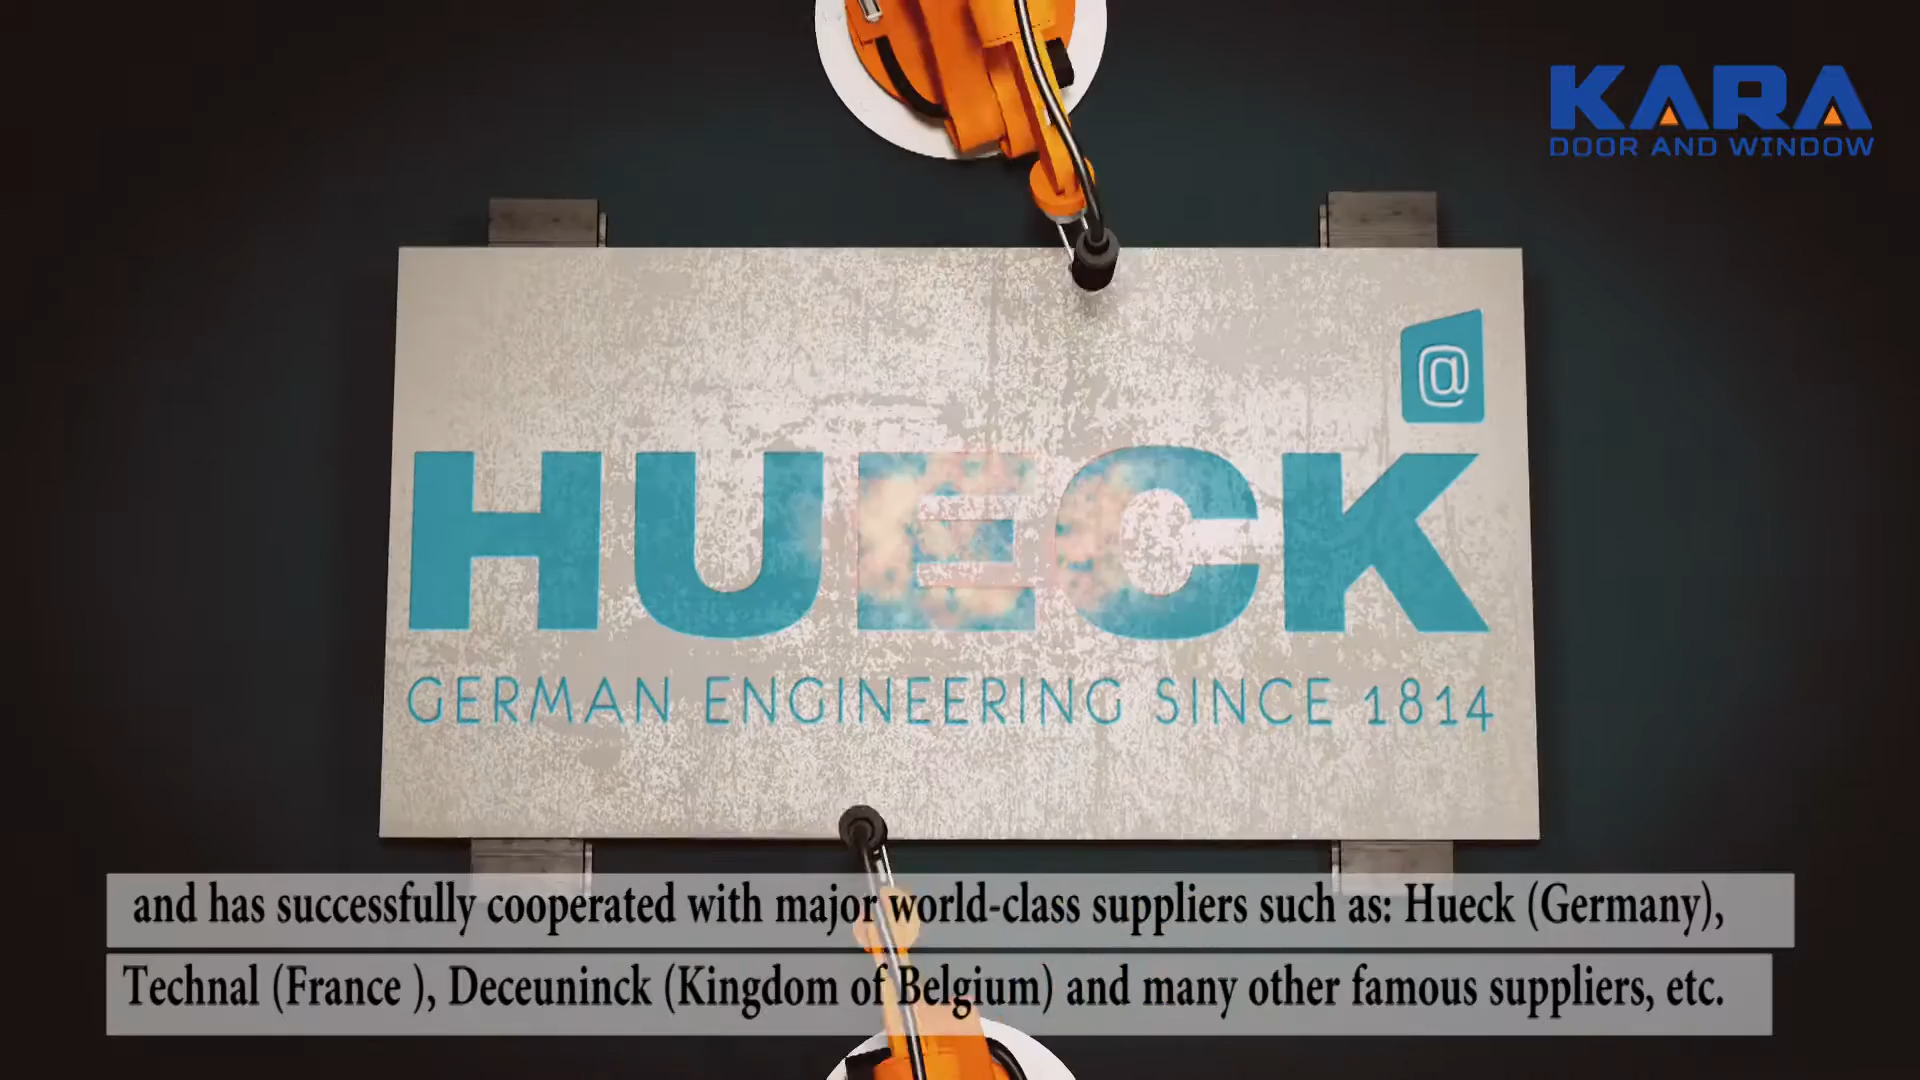 KARA
DOOR AND WINDOW
@
HUECK
GERMAN ENGINEERING SINCE 1814
and has successfully cooperated with major world-class suppliers such as: Hueck (Germany),
Technal (France ), Deceuninck (Kingdom of Belgium) and many other famous suppliers, etc.